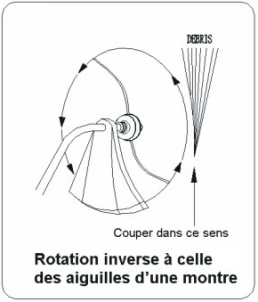 DEBRIS
Couper dans ce sens
Rotation inverse à celle
des aiguilles d'une montre